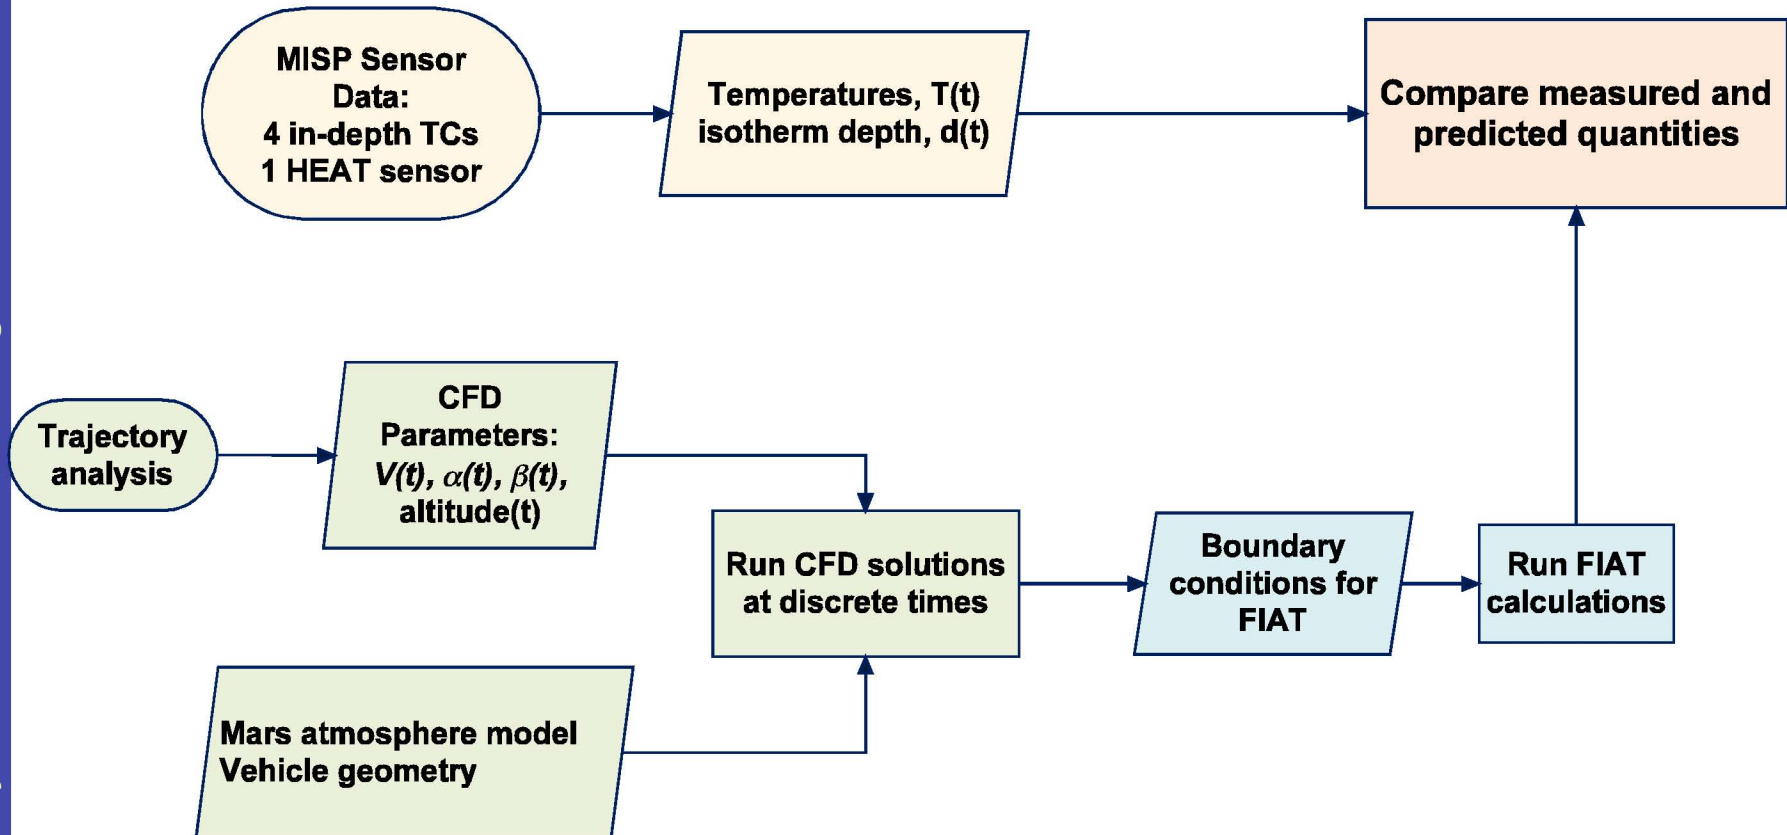 MISP Sensor
Data:
4 in-depth TCs
1 HEAT sensor
Temperatures, T(t)
isotherm depth, d(t)
Compare measured and
predicted quantities
Trajectory
analysis
CFD
Parameters:
V(t), α(t), β(t),
altitude(t)
Run CFD solutions
at discrete times
Boundary
conditions for
FIAT
Run FIAT
calculations
Mars atmosphere model
Vehicle geometry